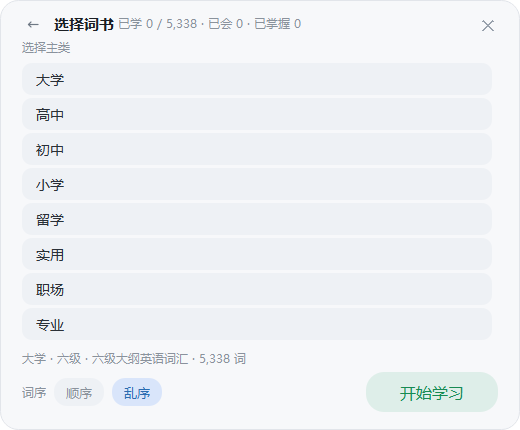 ← 选择词书 已学 0 / 5,338 · 已会 0 · 已掌握 0 ×
选择主类
大学
高中
初中
小学
留学
实用
职场
专业
大学 · 六级 · 六级大纲英语词汇 · 5,338 词
词序 顺序 乱序 开始学习